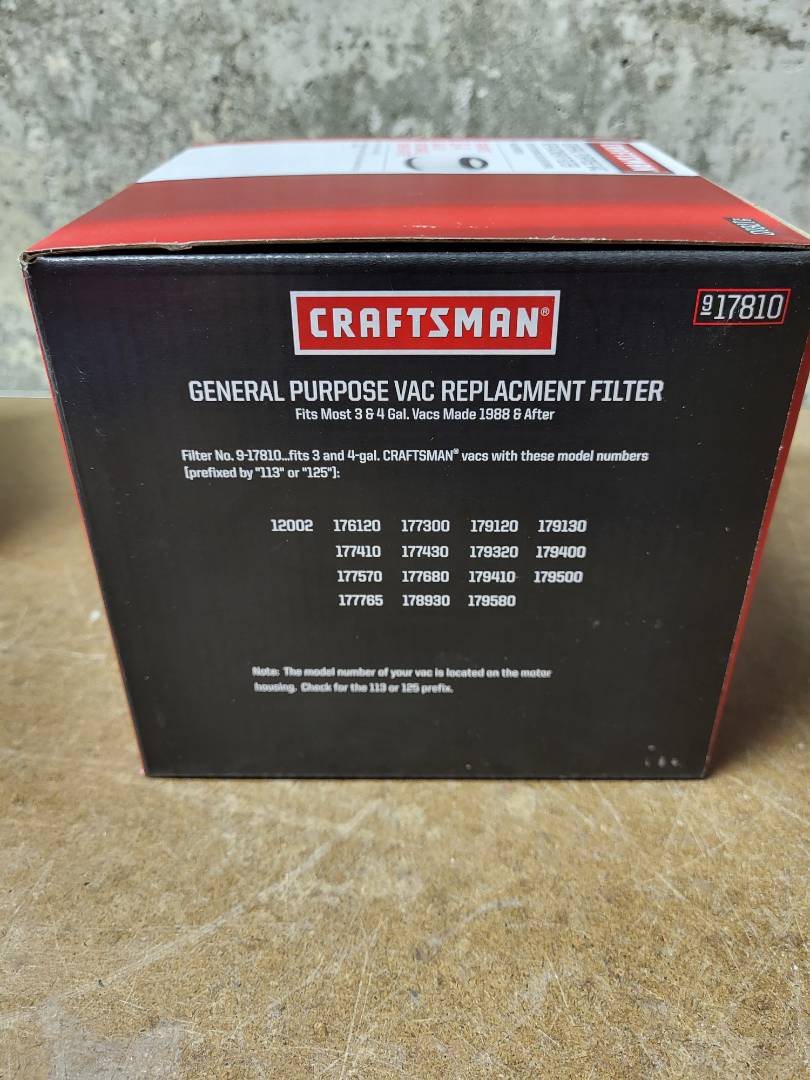 CRAFTSMAN
917810
CRAFTSMAN®
917810
GENERAL PURPOSE VAC REPLACMENT FILTER
Fits Most 3 & 4 Gal. Vacs Made 1988 & After
Filter No. 9-17810...fits 3 and 4-gal. CRAFTSMAN® vacs with these model numbers
[prefixed by "113" or "125"]:
12002 176120 177300 179120 179130
177410 177430 179320 179400
177570 177680 179410 179500
177765 178930 179580
Note: The model number of your vac is located on the motor
housing. Check for the 113 or 125 prefix.